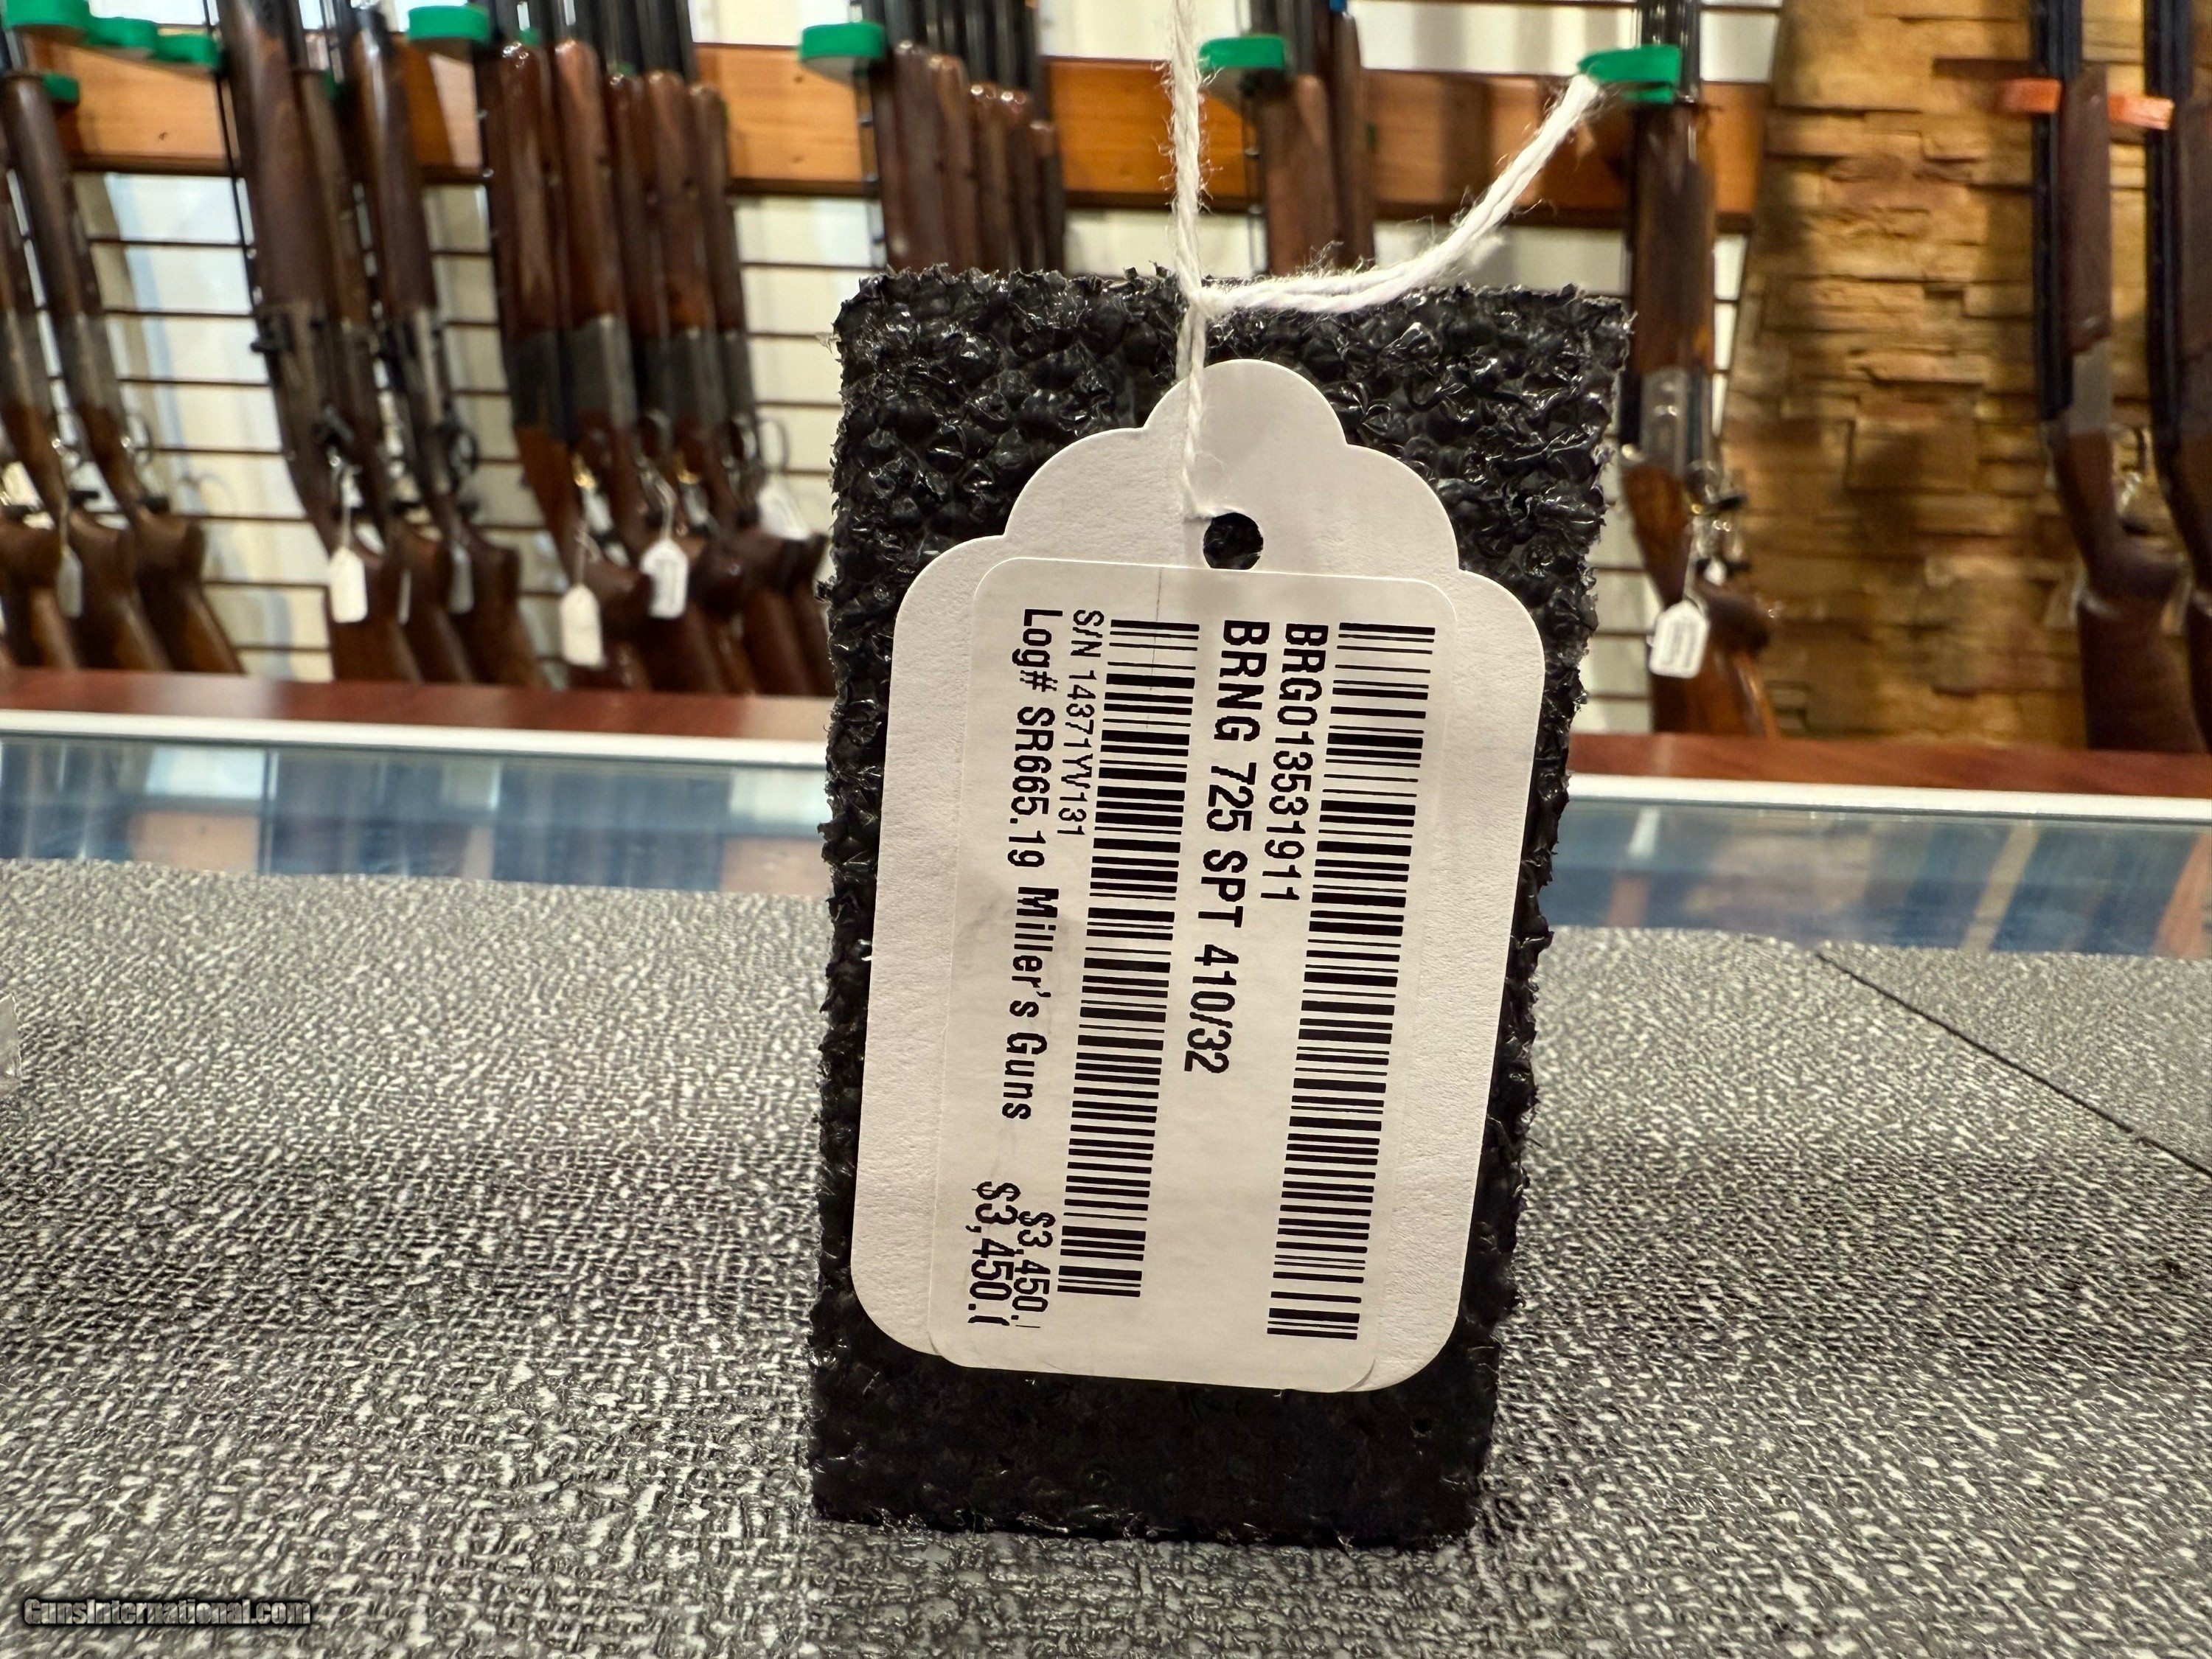 BRG013531911
BRNG 725 SPT 410/32
S/N 14371YV131
$3,450.
Log# SR665.19 Miller's Guns
$3,450.(
GunsInternational.com